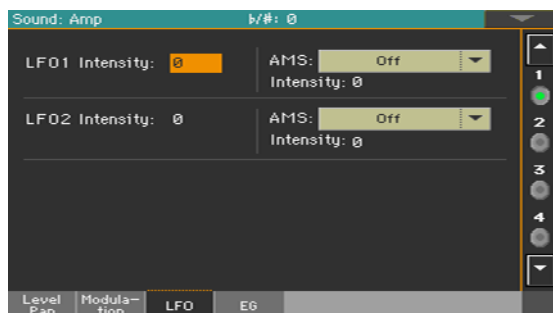 Sound: Amp b/#: 0
LFO1 Intensity: 0 AMS: Off
Intensity: 0
1
LFO2 Intensity: 0 AMS: Off
Intensity: 0
2
3
4
Level Pan Modula-tion LFO EG